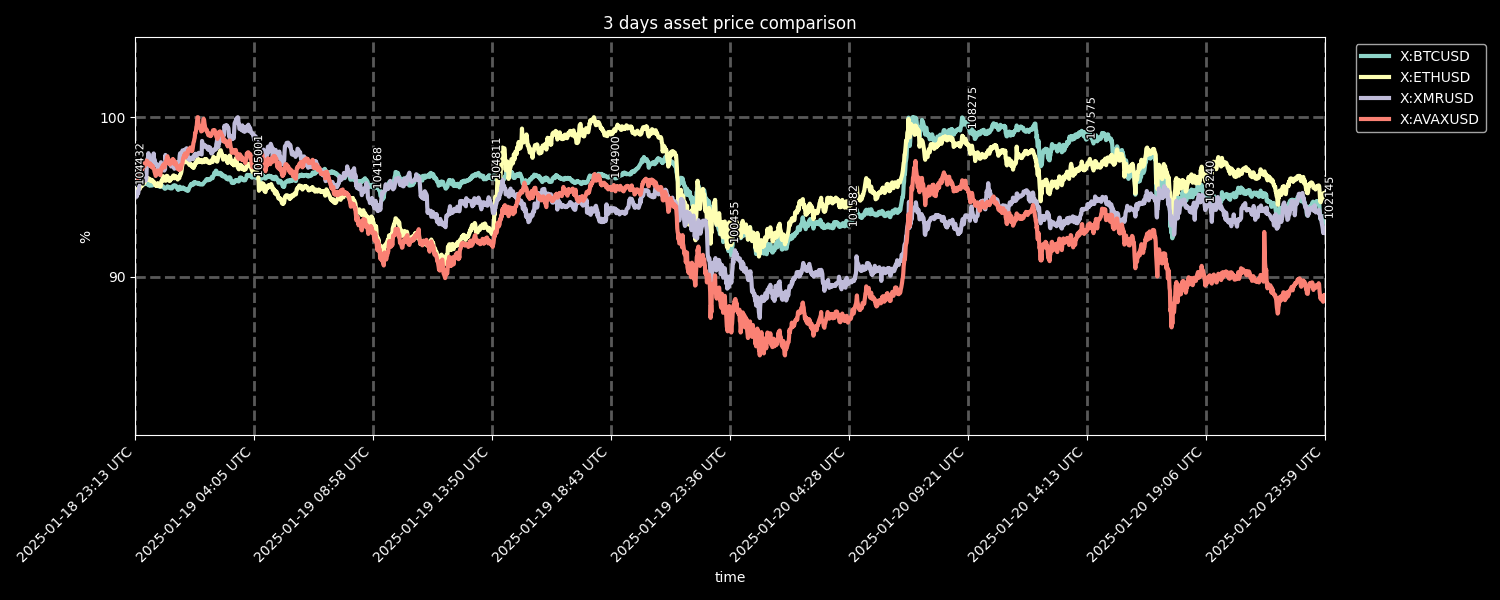 3 days asset price comparison
X:BTCUSD
X:ETHUSD
X:XMRUSD
X:AVAXUSD
%
100
90
104432
105001
104168
104811
104900
100455
101582
108275
107575
103240
102145
2025-01-18 23:13 UTC
2025-01-19 04:05 UTC
2025-01-19 08:58 UTC
2025-01-19 13:50 UTC
2025-01-19 18:43 UTC
2025-01-19 23:36 UTC
2025-01-20 04:28 UTC
2025-01-20 09:21 UTC
2025-01-20 14:13 UTC
2025-01-20 19:06 UTC
2025-01-20 23:59 UTC
time